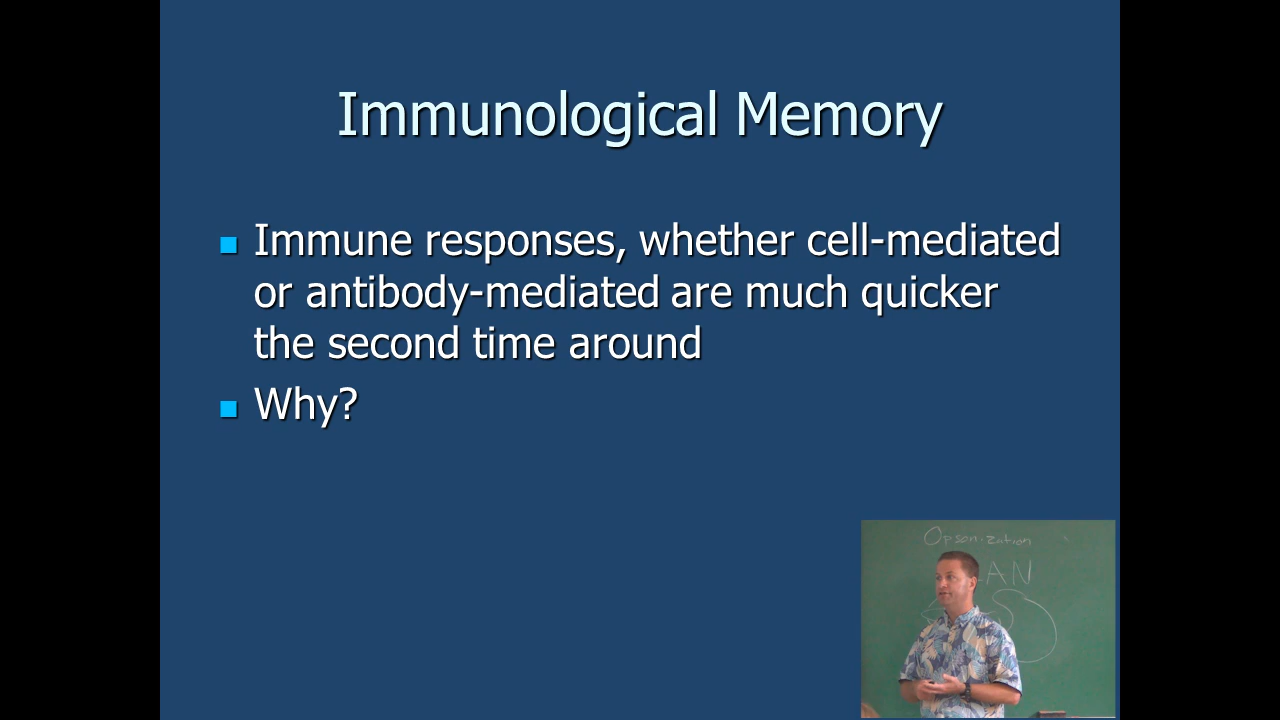 Immunological Memory
Immune responses, whether cell-mediated
or antibody-mediated are much quicker
the second time around
Why?
Opsonization